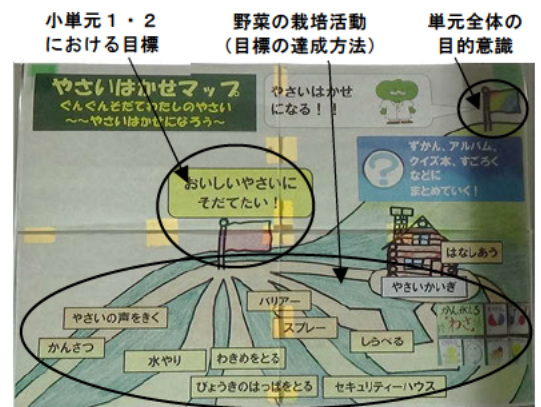 小単元１・２
における目標
野菜の栽培活動
（目標の達成方法）
単元全体の
目的意識
やさいはかせマップ
ぐんぐんそだてわたしのやさい
～～やさいはかせになろう～
やさいはかせ
になる！！
?
ずかん、アルバム、
クイズ本、すごろく
などに
まとめていく！
おいしいやさいに
そだてたい！
はなしあう
やさいかいぎ
バリアー
やさいの声をきく
スプレー
かんさつ
しらべる
水やり
わきめをとる
びょうきのはっぱをとる
セキュリティーハウス